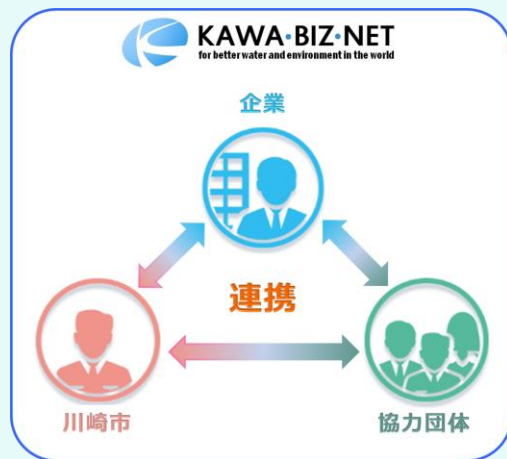 KAWA・BIZ・NET
for better water and environment in the world
企業
連携
川崎市
協力団体